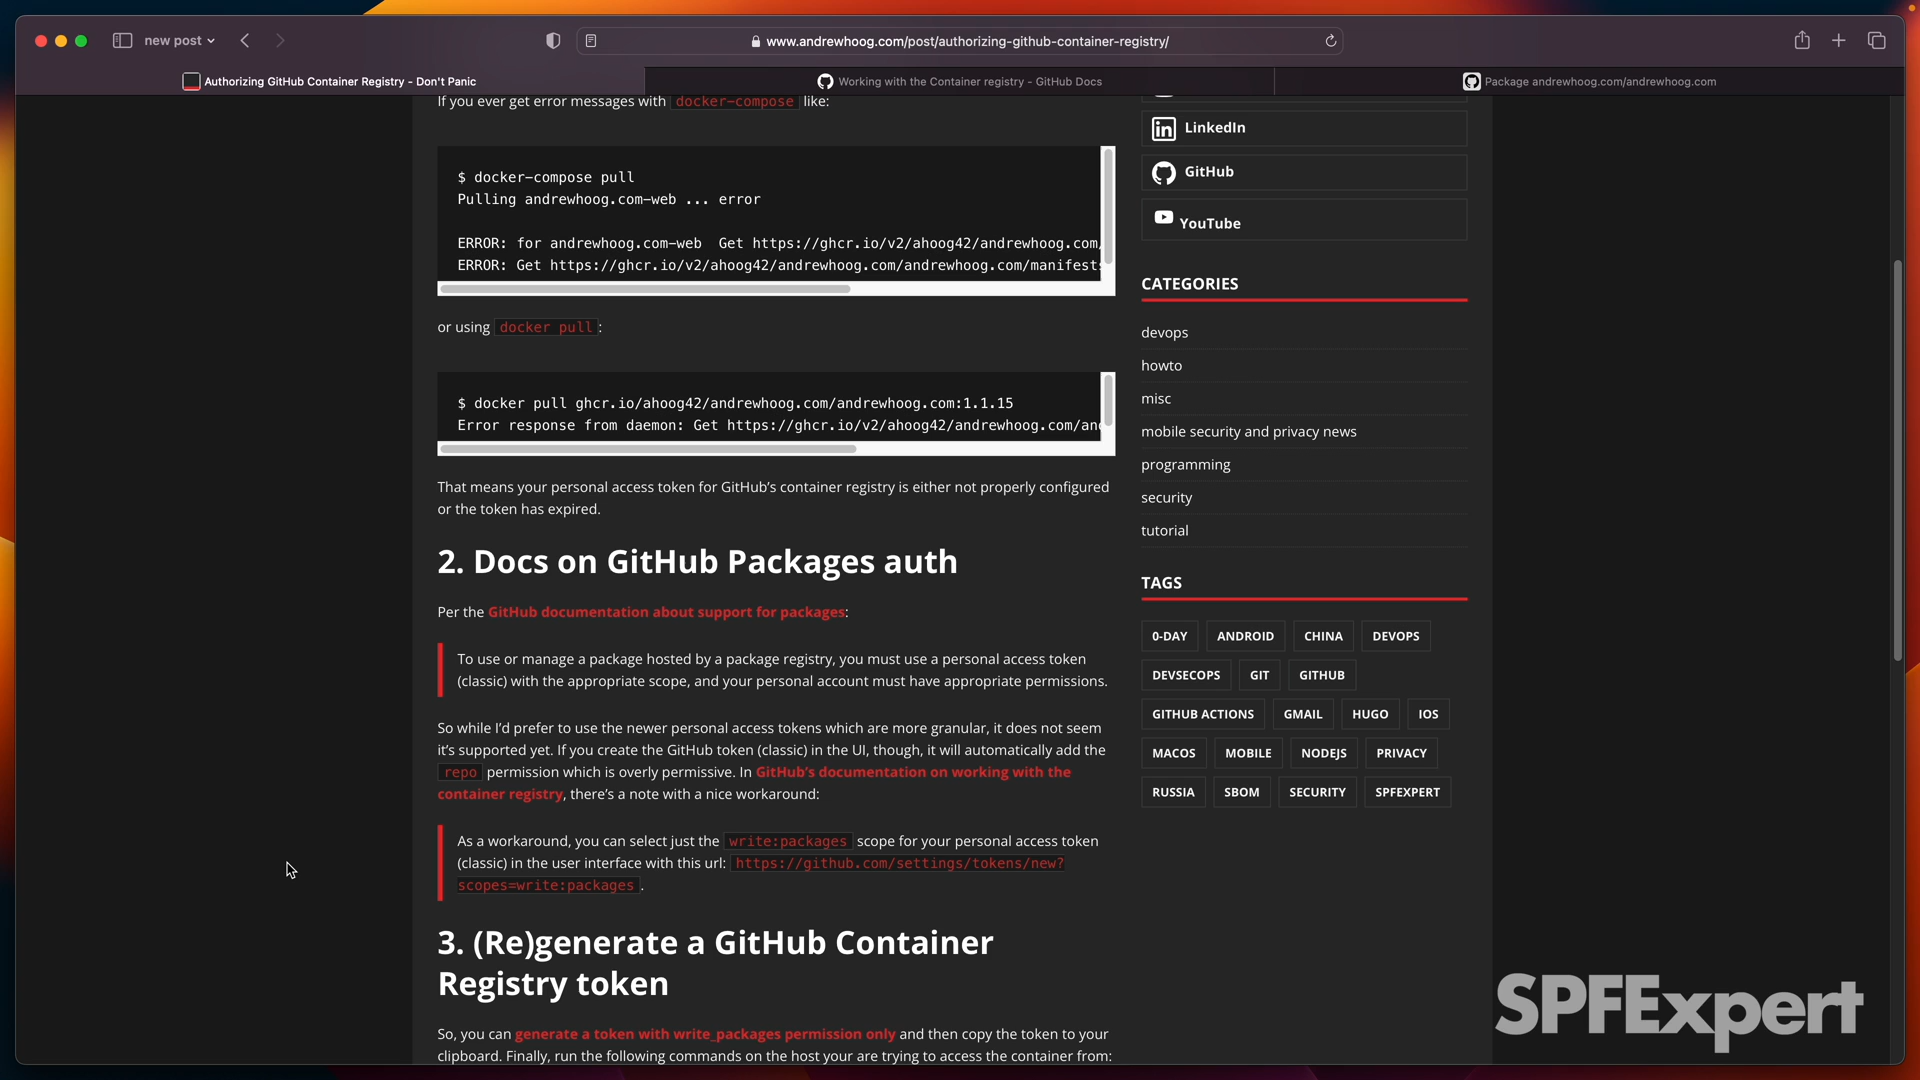 new post
www.andrewhoog.com/post/authorizing-github-container-registry/
Authorizing GitHub Container Registry - Don't Panic
Working with the Container registry - GitHub Docs
Package andrewhoog.com/andrewhoog.com
If you ever get error messages with docker-compose like:
$ docker-compose pull
Pulling andrewhoog.com-web ... error
ERROR: for andrewhoog.com-web  Get https://ghcr.io/v2/ahoog42/andrewhoog.com/
ERROR: Get https://ghcr.io/v2/ahoog42/andrewhoog.com/andrewhoog.com/manifests
or using docker pull:
$ docker pull ghcr.io/ahoog42/andrewhoog.com/andrewhoog.com:1.1.15
Error response from daemon: Get https://ghcr.io/v2/ahoog42/andrewhoog.com/and
That means your personal access token for GitHub's container registry is either not properly configured
or the token has expired.
2. Docs on GitHub Packages auth
Per the GitHub documentation about support for packages:
To use or manage a package hosted by a package registry, you must use a personal access token
(classic) with the appropriate scope, and your personal account must have appropriate permissions.
So while I'd prefer to use the newer personal access tokens which are more granular, it does not seem
it's supported yet. If you create the GitHub token (classic) in the UI, though, it will automatically add the
repo permission which is overly permissive. In GitHub's documentation on working with the
container registry, there's a note with a nice workaround:
As a workaround, you can select just the write:packages scope for your personal access token
(classic) in the user interface with this url: https://github.com/settings/tokens/new?
scopes=write:packages.
3. (Re)generate a GitHub Container
Registry token
So, you can generate a token with write_packages permission only and then copy the token to your
clipboard. Finally, run the following commands on the host your are trying to access the container from:
LinkedIn
GitHub
YouTube
CATEGORIES
devops
howto
misc
mobile security and privacy news
programming
security
tutorial
TAGS
0-DAY ANDROID CHINA DEVOPS
DEVSECOPS GIT GITHUB
GITHUB ACTIONS GMAIL HUGO IOS
MACOS MOBILE NODEJS PRIVACY
RUSSIA SBOM SECURITY SPFEXPERT
SPFExpert